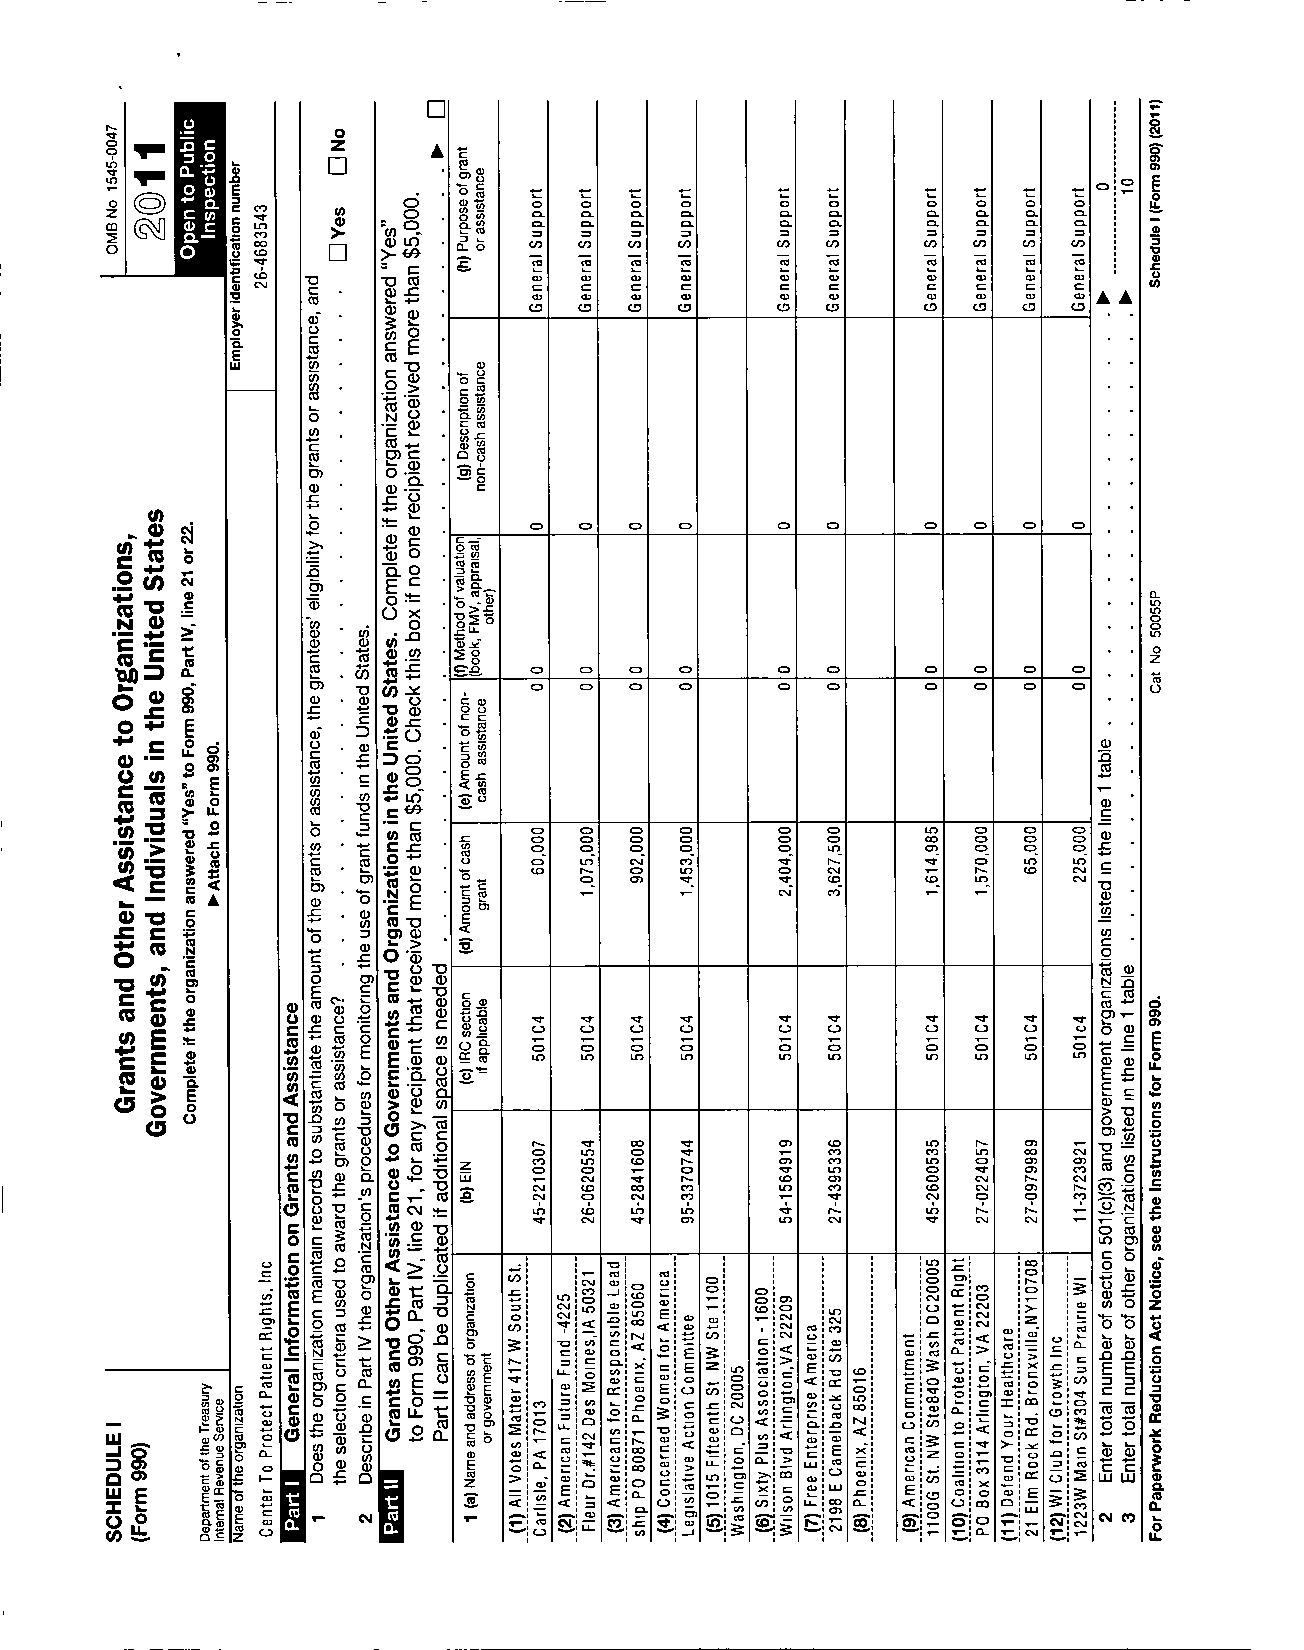 SCHEDULE I
(Form 990)
Department of the Treasury
Internal Revenue Service
Grants and Other Assistance to Organizations,
Governments, and Individuals in the United States
Complete if the organization answered "Yes" to Form 990, Part IV, line 21 or 22.
▶ Attach to Form 990.
OMB No 1545-0047
2011
Open to Public
Inspection
Name of the organization
Employer identification number
Center To Protect Patient Rights, Inc
26-4683543
Part I General Information on Grants and Assistance
1 Does the organization maintain records to substantiate the amount of the grants or assistance, the grantees' eligibility for the grants or assistance, and
the selection criteria used to award the grants or assistance? . . . . . . . . . . . . . . . . . . . . . . . ☐ Yes ☐ No
2 Describe in Part IV the organization's procedures for monitoring the use of grant funds in the United States.
Part II Grants and Other Assistance to Governments and Organizations in the United States. Complete if the organization answered "Yes"
to Form 990, Part IV, line 21, for any recipient that received more than $5,000. Check this box if no one recipient received more than $5,000.
Part II can be duplicated if additional space is needed . . . . . . . . . . . . . . . . . . . . . . . ▶ ☐
1 (a) Name and address of organization
or government
(b) EIN
(c) IRC section
if applicable
(d) Amount of cash
grant
(e) Amount of non-
cash assistance
(f) Method of valuation
(book, FMV, appraisal,
other)
(g) Description of
non-cash assistance
(h) Purpose of grant
or assistance
(1) All Votes Matter 417 W South St.
Carlisle, PA 17013 45-2210307 501C4 60,000 0 0 0 General Support
(2) American Future Fund -4225
Fleur Dr.#142 Des Moines,IA 50321 26-0620554 501C4 1,075,000 0 0 0 General Support
(3) Americans for Responsible Lead
ship PO 80871 Phoenix, AZ 85060 45-2841608 501C4 902,000 0 0 0 General Support
(4) Concerned Women for America
Legislative Action Committee 95-3370744 501C4 1,453,000 0 0 0 General Support
(5) 1015 Fifteenth St NW Ste 1100
Washington, DC 20005
(6) Sixty Plus Association - 1600
Wilson Blvd Arlington,VA 22209 54-1564919 501C4 2,404,000 0 0 0 General Support
(7) Free Enterprise America
2198 E Camelback Rd Ste 325 27-4395336 501C4 3,627,500 0 0 0 General Support
(8) Phoenix, AZ 85016
(9) American Commitment
1100G St. NW Ste840 Wash DC20005 45-2600535 501C4 1,614,985 0 0 0 General Support
(10) Coalition to Protect Patient Right
PO Box 3114 Arlington, VA 22203 27-0224057 501C4 1,570,000 0 0 0 General Support
(11) Defend Your Healthcare
21 Elm Rock Rd. Bronxville,NY10708 27-0979989 501C4 65,000 0 0 0 General Support
(12) WI Club for Growth Inc
1223W Main St#304 Sun Prairie WI 11-3723921 501c4 225,000 0 0 0 General Support
2 Enter total number of section 501(c)(3) and government organizations listed in the line 1 table . . . . . . . . . . . . . . . . ▶ 0
3 Enter total number of other organizations listed in the line 1 table . . . . . . . . . . . . . . . . . . . . . . . ▶ 10
For Paperwork Reduction Act Notice, see the Instructions for Form 990.
Cat No 50055P
Schedule I (Form 990) (2011)